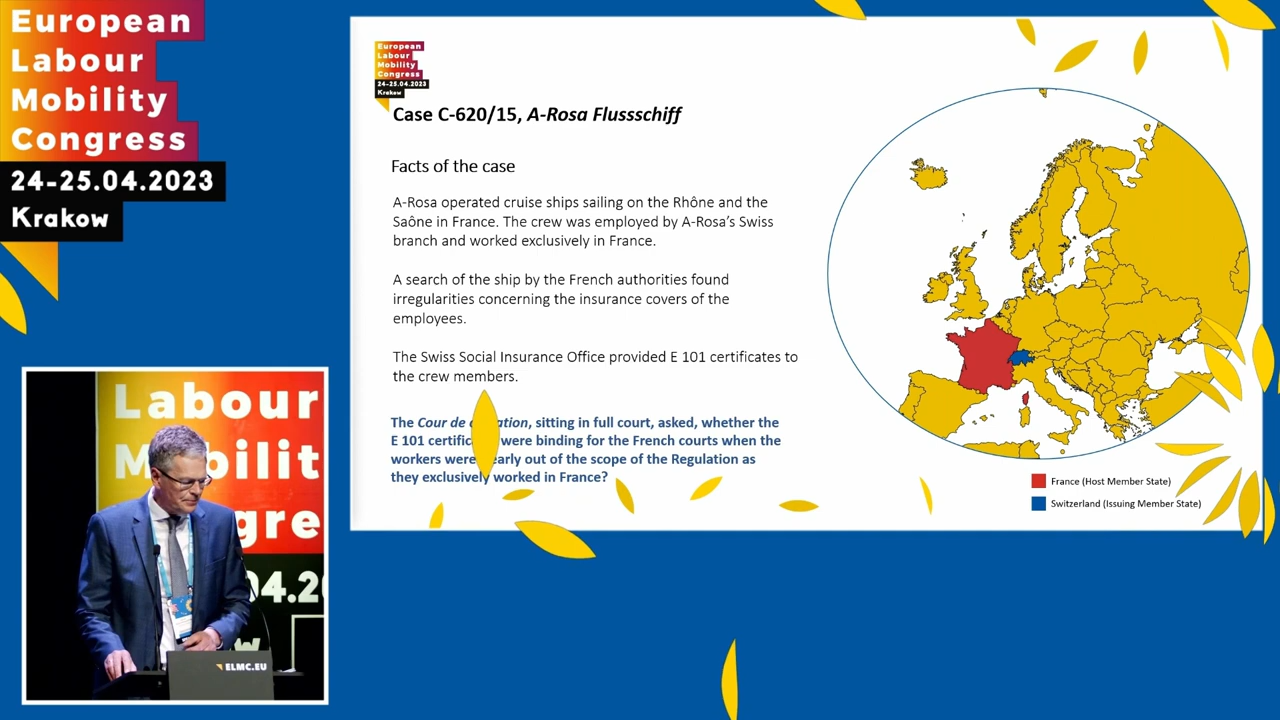 European
Labour
Mobility
Congress
24-25.04.2023
Krakow
European
Labour
Mobility
Congress
24-25.04.2023
Krakow
Case C-620/15, A-Rosa Flussschiff
Facts of the case
A-Rosa operated cruise ships sailing on the Rhône and the
Saône in France. The crew was employed by A-Rosa's Swiss
branch and worked exclusively in France.
A search of the ship by the French authorities found
irregularities concerning the insurance covers of the
employees.
The Swiss Social Insurance Office provided E 101 certificates to
the crew members.
The Cour de, sitting in full court, asked, whether the
E 101 were binding for the French courts when the
workers were out of the scope of the Regulation as
they exclusively worked in France?
France (Host Member State)
Switzerland (Issuing Member State)
Labour
ELMC.EU